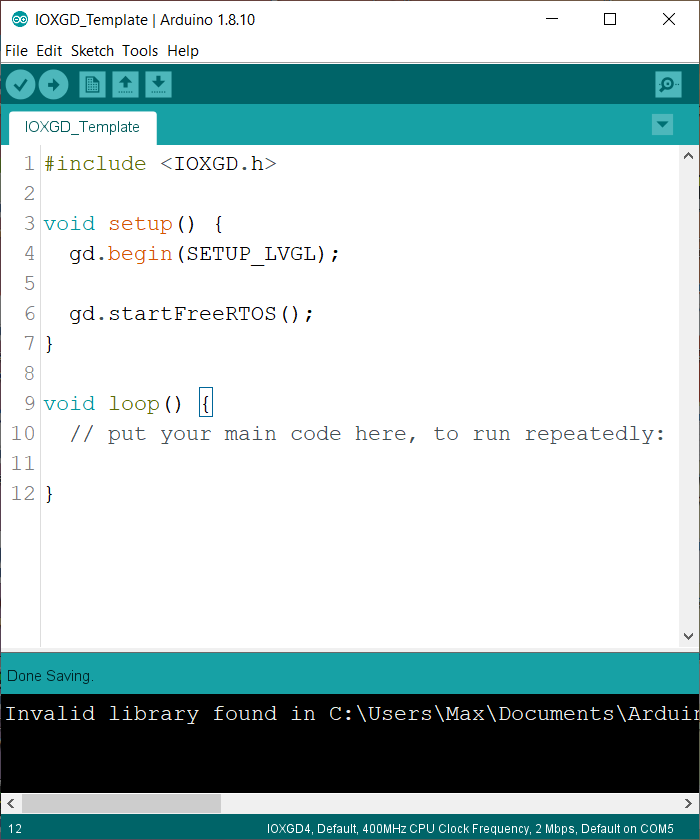 IOXGD_Template | Arduino 1.8.10
File Edit Sketch Tools Help
IOXGD_Template
1 #include <IOXGD.h>
2
3 void setup() {
4   gd.begin(SETUP_LVGL);
5
6   gd.startFreeRTOS();
7 }
8
9 void loop() {
10   // put your main code here, to run repeatedly:
11
12 }
Done Saving.
Invalid library found in C:\Users\Max\Documents\Arduin
12 IOXGD4, Default, 400MHz CPU Clock Frequency, 2 Mbps, Default on COM5